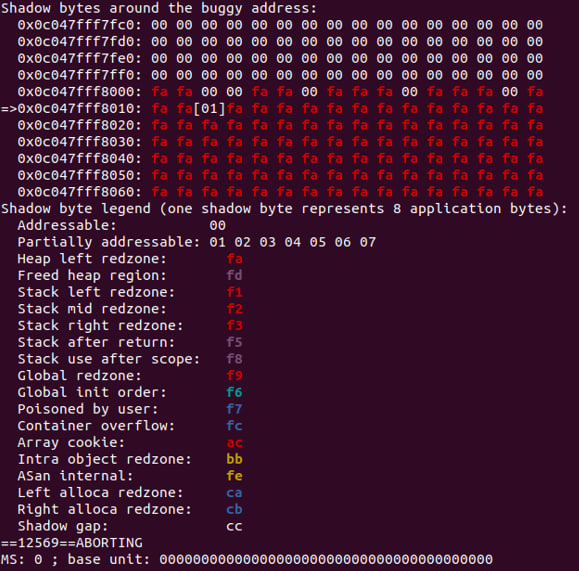 Shadow bytes around the buggy address:
  0x0c047fff7fc0: 00 00 00 00 00 00 00 00 00 00 00 00 00 00 00 00
  0x0c047fff7fd0: 00 00 00 00 00 00 00 00 00 00 00 00 00 00 00 00
  0x0c047fff7fe0: 00 00 00 00 00 00 00 00 00 00 00 00 00 00 00 00
  0x0c047fff7ff0: 00 00 00 00 00 00 00 00 00 00 00 00 00 00 00 00
  0x0c047fff8000: fa fa 00 00 fa fa 00 fa fa fa 00 fa fa fa 00 fa
=>0x0c047fff8010: fa fa[01]fa fa fa fa fa fa fa fa fa fa fa fa fa
  0x0c047fff8020: fa fa fa fa fa fa fa fa fa fa fa fa fa fa fa fa
  0x0c047fff8030: fa fa fa fa fa fa fa fa fa fa fa fa fa fa fa fa
  0x0c047fff8040: fa fa fa fa fa fa fa fa fa fa fa fa fa fa fa fa
  0x0c047fff8050: fa fa fa fa fa fa fa fa fa fa fa fa fa fa fa fa
  0x0c047fff8060: fa fa fa fa fa fa fa fa fa fa fa fa fa fa fa fa
Shadow byte legend (one shadow byte represents 8 application bytes):
  Addressable:           00
  Partially addressable: 01 02 03 04 05 06 07
  Heap left redzone:       fa
  Freed heap region:       fd
  Stack left redzone:      f1
  Stack mid redzone:       f2
  Stack right redzone:     f3
  Stack after return:      f5
  Stack use after scope:   f8
  Global redzone:          f9
  Global init order:       f6
  Poisoned by user:        f7
  Container overflow:      fc
  Array cookie:            ac
  Intra object redzone:    bb
  ASan internal:           fe
  Left alloca redzone:     ca
  Right alloca redzone:    cb
  Shadow gap:              cc
==12569==ABORTING
MS: 0 ; base unit: 0000000000000000000000000000000000000000